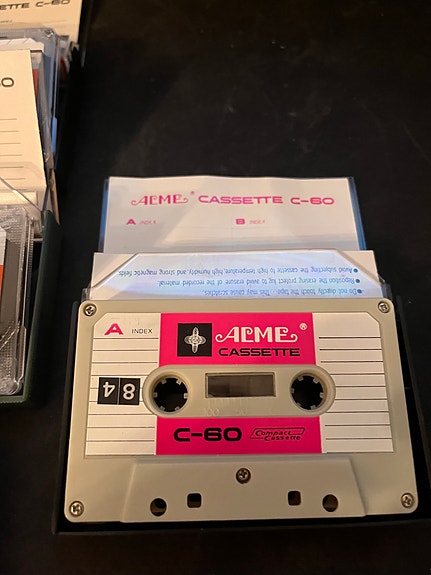 ETTE C-60
ACME® CASSETTE C-60
A INDEX B INDEX
● Do not directly touch the tape. This may cause scratches.
● Reposition the erasing protect lug to avoid erasure of the recorded material.
● Avoid subjecting the cassette to high temperature, high humidity, and strong magnetic fields.
A INDEX ACME®
CASSETTE
84
C-60 Compact Cassette